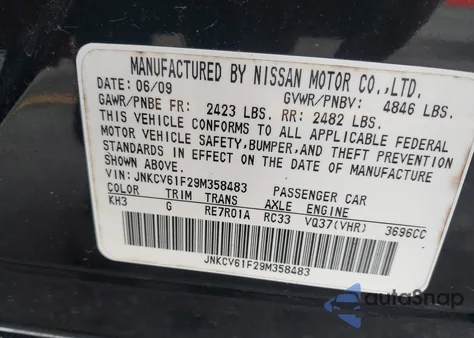 MANUFACTURED BY NISSAN MOTOR CO.,LTD.
DATE: 06/09 GVWR/PNBV: 4846 LBS.
GAWR/PNBE FR: 2423 LBS. RR: 2482 LBS.
THIS VEHICLE CONFORMS TO ALL APPLICABLE FEDERAL
MOTOR VEHICLE SAFETY,BUMPER,AND THEFT PREVENTION
STANDARDS IN EFFECT ON THE DATE OF MANUFACTURE
SHOWN ABOVE.
VIN: JNKCV61F29M358483 PASSENGER CAR
COLOR TRIM TRANS AXLE ENGINE
KH3 G RE7R01A RC33 VQ37(VHR) 3696CC
JNKCV61F29M358483
autaSnap